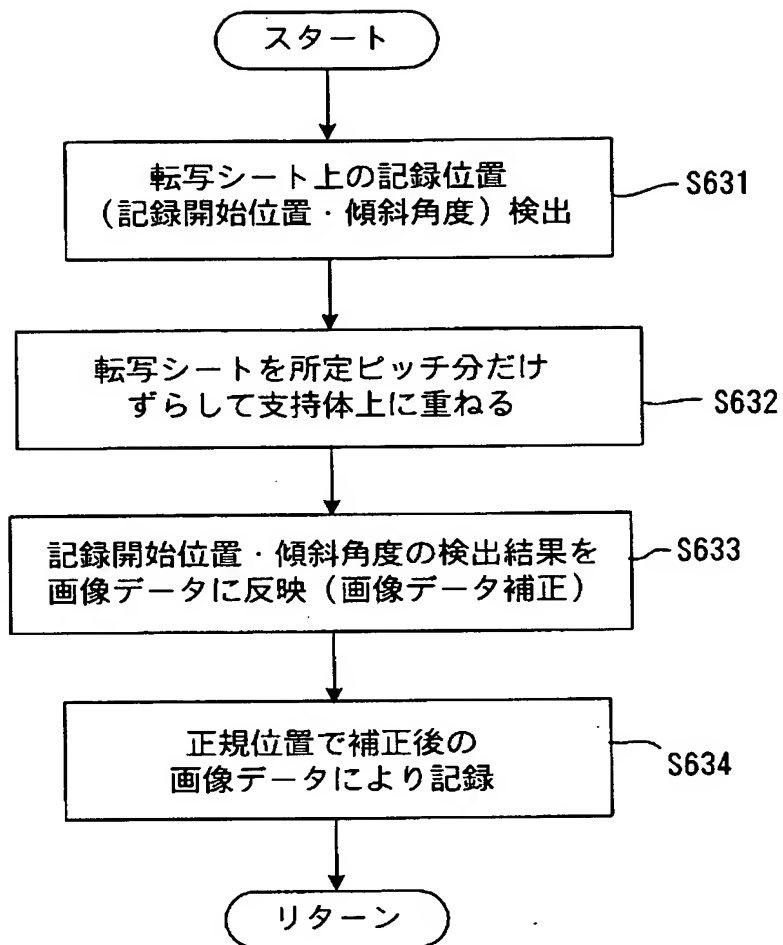 スタート
転写シート上の記録位置
（記録開始位置・傾斜角度）検出
S631
転写シートを所定ピッチ分だけ
ずらして支持体上に重ねる
S632
記録開始位置・傾斜角度の検出結果を
画像データに反映（画像データ補正）
S633
正規位置で補正後の
画像データにより記録
S634
リターン